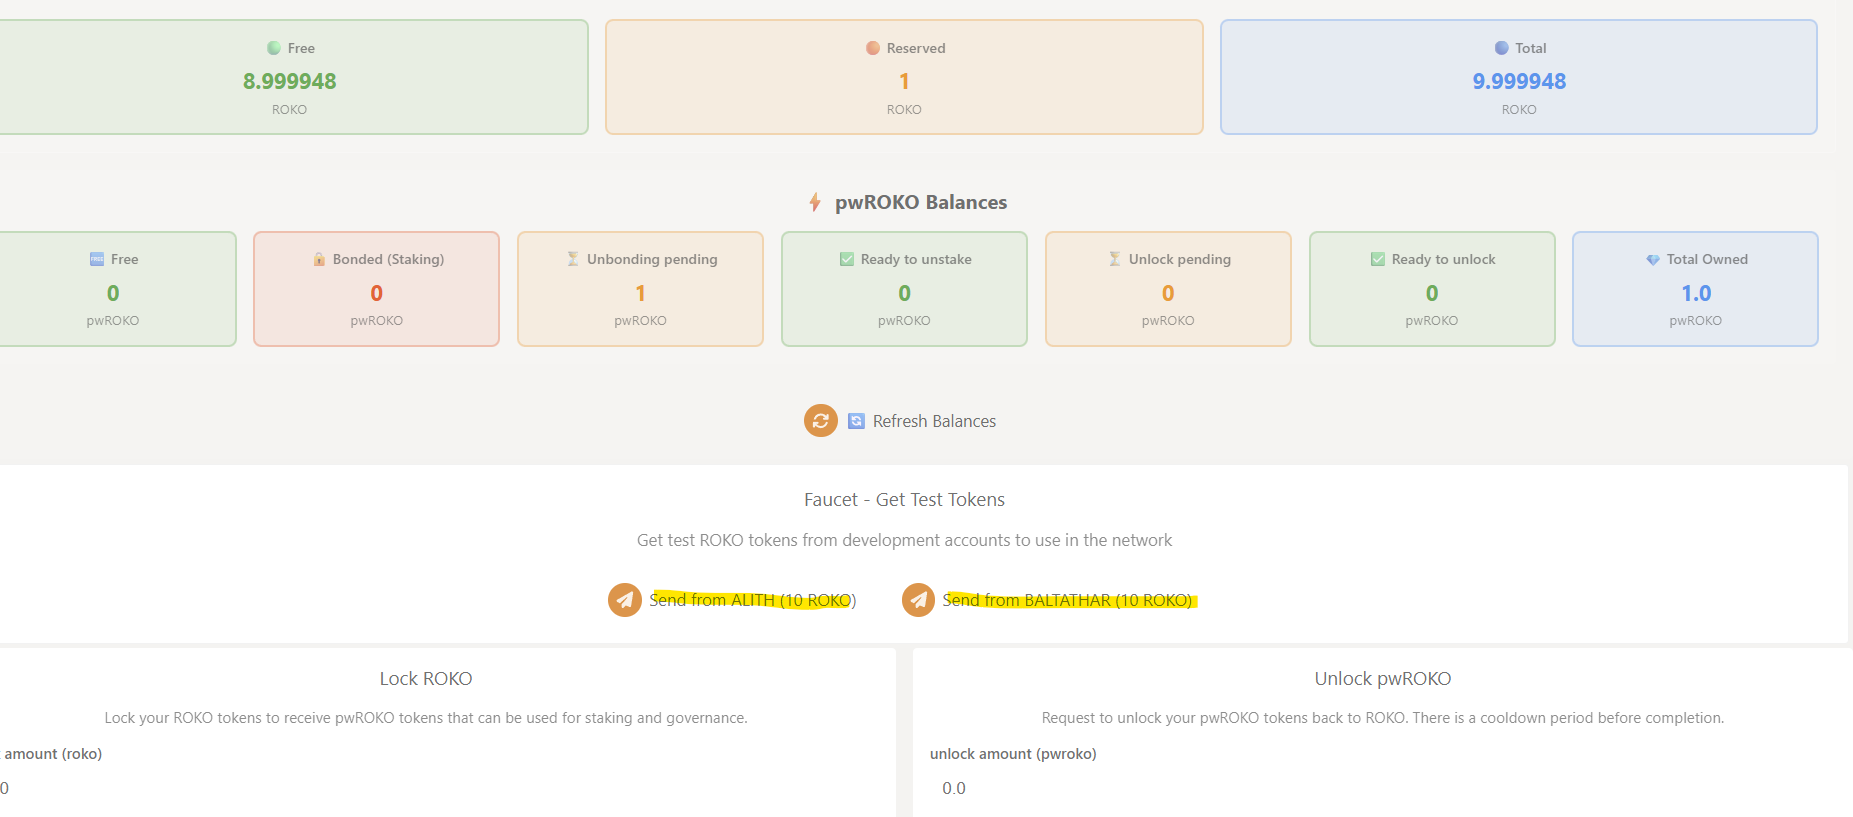 Free
8.999948
ROKO
Reserved
1
ROKO
Total
9.999948
ROKO
pwROKO Balances
Free
0
pwROKO
Bonded (Staking)
0
pwROKO
Unbonding pending
1
pwROKO
Ready to unstake
0
pwROKO
Unlock pending
0
pwROKO
Ready to unlock
0
pwROKO
Total Owned
1.0
pwROKO
Refresh Balances
Faucet - Get Test Tokens
Get test ROKO tokens from development accounts to use in the network
Send from ALITH (10 ROKO)
Send from BALTATHAR (10 ROKO)
Lock ROKO
Lock your ROKO tokens to receive pwROKO tokens that can be used for staking and governance.
amount (roko)
0
Unlock pwROKO
Request to unlock your pwROKO tokens back to ROKO. There is a cooldown period before completion.
unlock amount (pwroko)
0.0